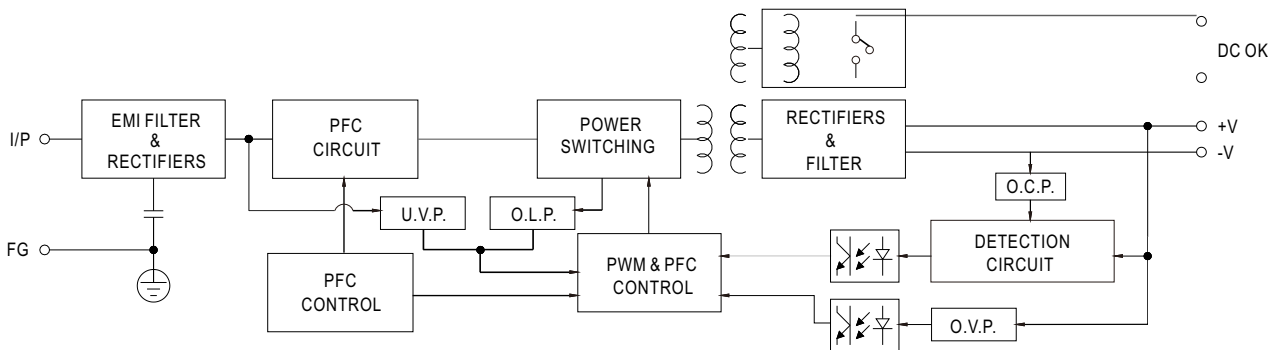 DC OK
I/P
EMI FILTER
&
RECTIFIERS
PFC
CIRCUIT
POWER
SWITCHING
RECTIFIERS
&
FILTER
+V
-V
O.C.P.
U.V.P.
O.L.P.
FG
PFC
CONTROL
PWM & PFC
CONTROL
DETECTION
CIRCUIT
O.V.P.